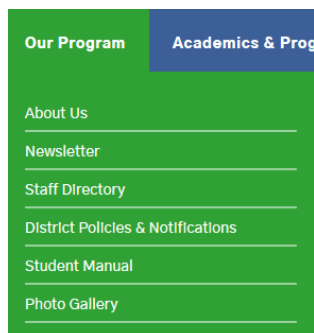 Our Program
Academics & Prog
About Us
Newsletter
Staff Directory
District Policies & Notifications
Student Manual
Photo Gallery